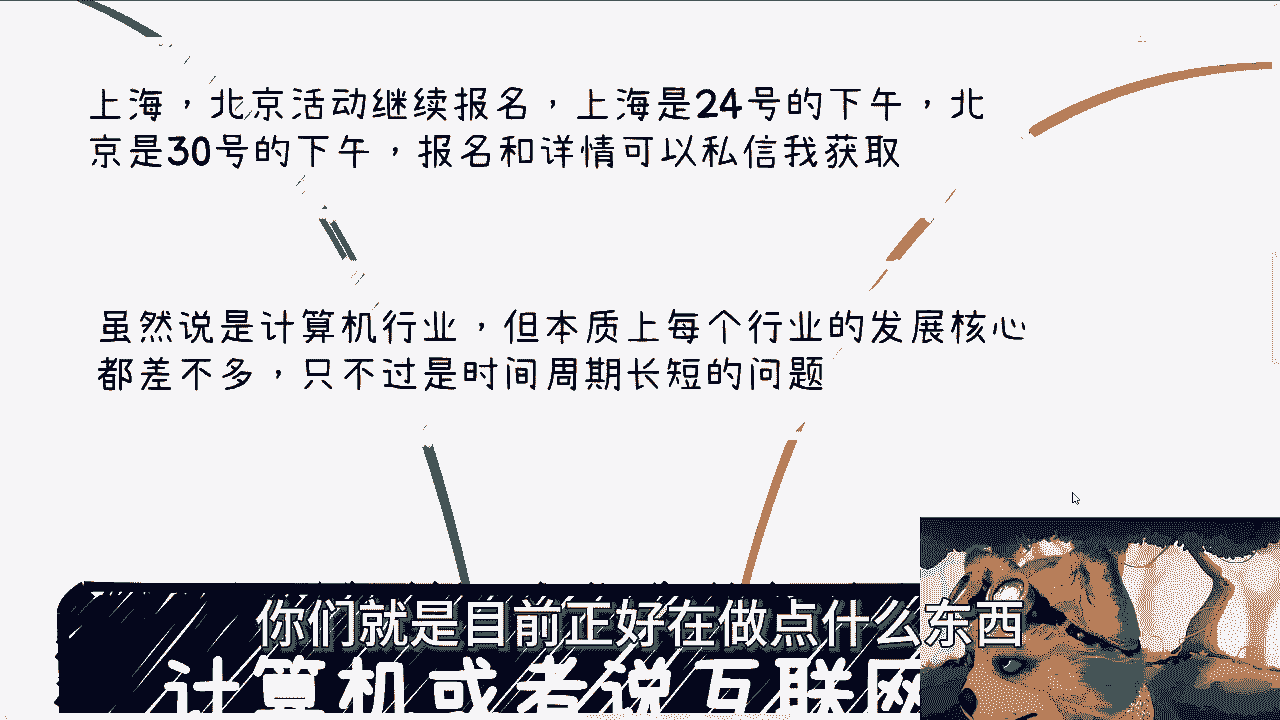 上海，北京活动继续报名，上海是24号的下午，北
京是30号的下午，报名和详情可以私信我获取
虽然说是计算机行业，但本质上每个行业的发展核心
都差不多，只不过是时间周期长短的问题
你们就是目前正好在做点什么东西
计算机或者说互联网